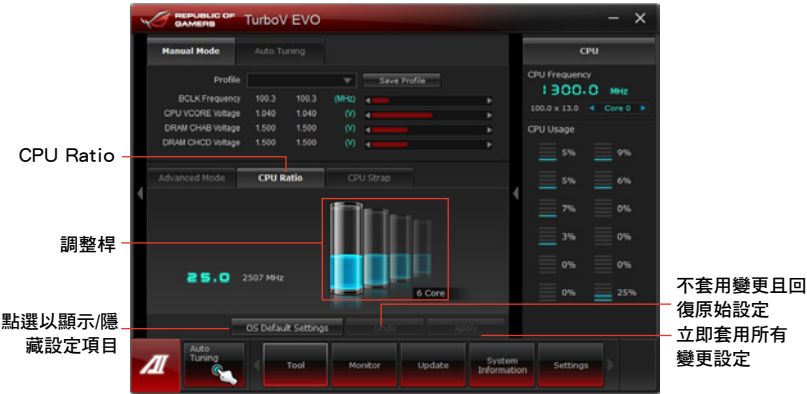 REPUBLIC OF
GAMERS
TurboV EVO
Manual Mode
Auto Tuning
Profile
Save Profile
BCLK Frequency 100.3 100.3 (MHz)
CPU VCORE Voltage 1.040 1.040 (V)
DRAM CHAB Voltage 1.500 1.500 (V)
DRAM CHCD Voltage 1.500 1.500 (V)
CPU
CPU Frequency
1300.0 MHz
100.0 x 13.0 Core 0
CPU Usage
5% 9%
5% 6%
7% 0%
3% 0%
0% 0%
0% 25%
CPU Ratio
Advanced Mode
CPU Ratio
CPU Strap
調整桿
25.0 2507 MHz
6 Core
點選以顯示/隱
藏設定項目
OS Default Settings
Undo
Apply
不套用變更且回
復原始設定
立即套用所有
變更設定
Auto
Tuning
Tool
Monitor
Update
System
Information
Settings